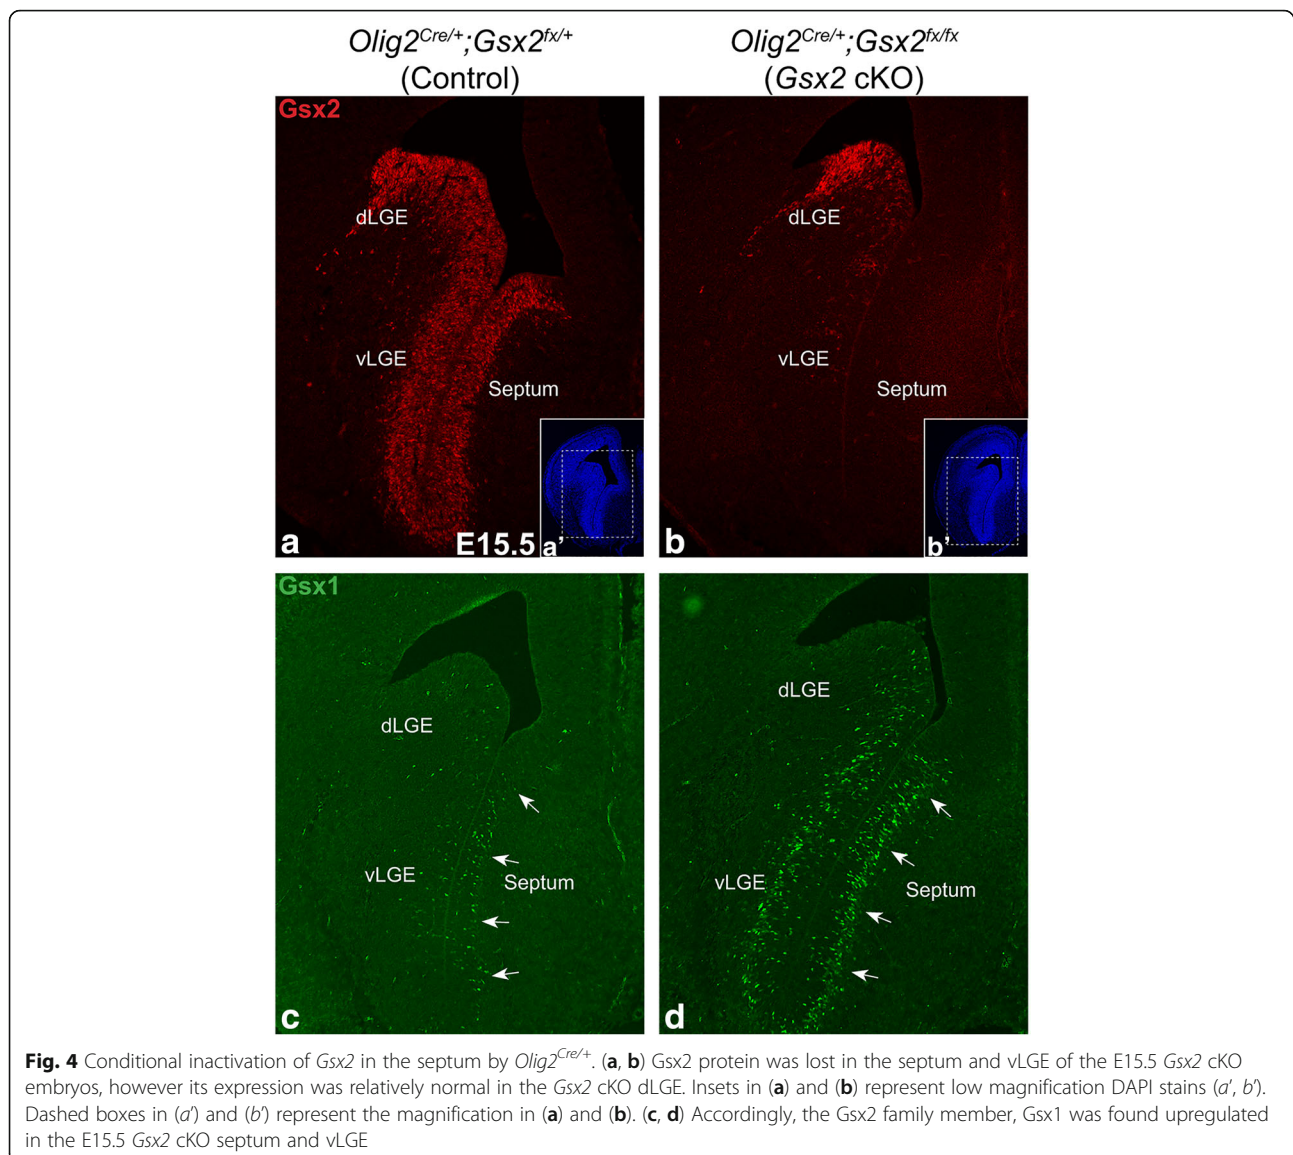 Olig2Cre/+;Gsx2fx/+
(Control)
Olig2Cre/+;Gsx2fx/fx
(Gsx2 cKO)
Gsx2
dLGE
vLGE
Septum
a
E15.5
a’
dLGE
vLGE
Septum
b
b’
Gsx1
dLGE
vLGE
Septum
c
dLGE
vLGE
Septum
d
Fig. 4 Conditional inactivation of Gsx2 in the septum by Olig2Cre/+. (a, b) Gsx2 protein was lost in the septum and vLGE of the E15.5 Gsx2 cKO
embryos, however its expression was relatively normal in the Gsx2 cKO dLGE. Insets in (a) and (b) represent low magnification DAPI stains (a′, b′).
Dashed boxes in (a′) and (b′) represent the magnification in (a) and (b). (c, d) Accordingly, the Gsx2 family member, Gsx1 was found upregulated
in the E15.5 Gsx2 cKO septum and vLGE